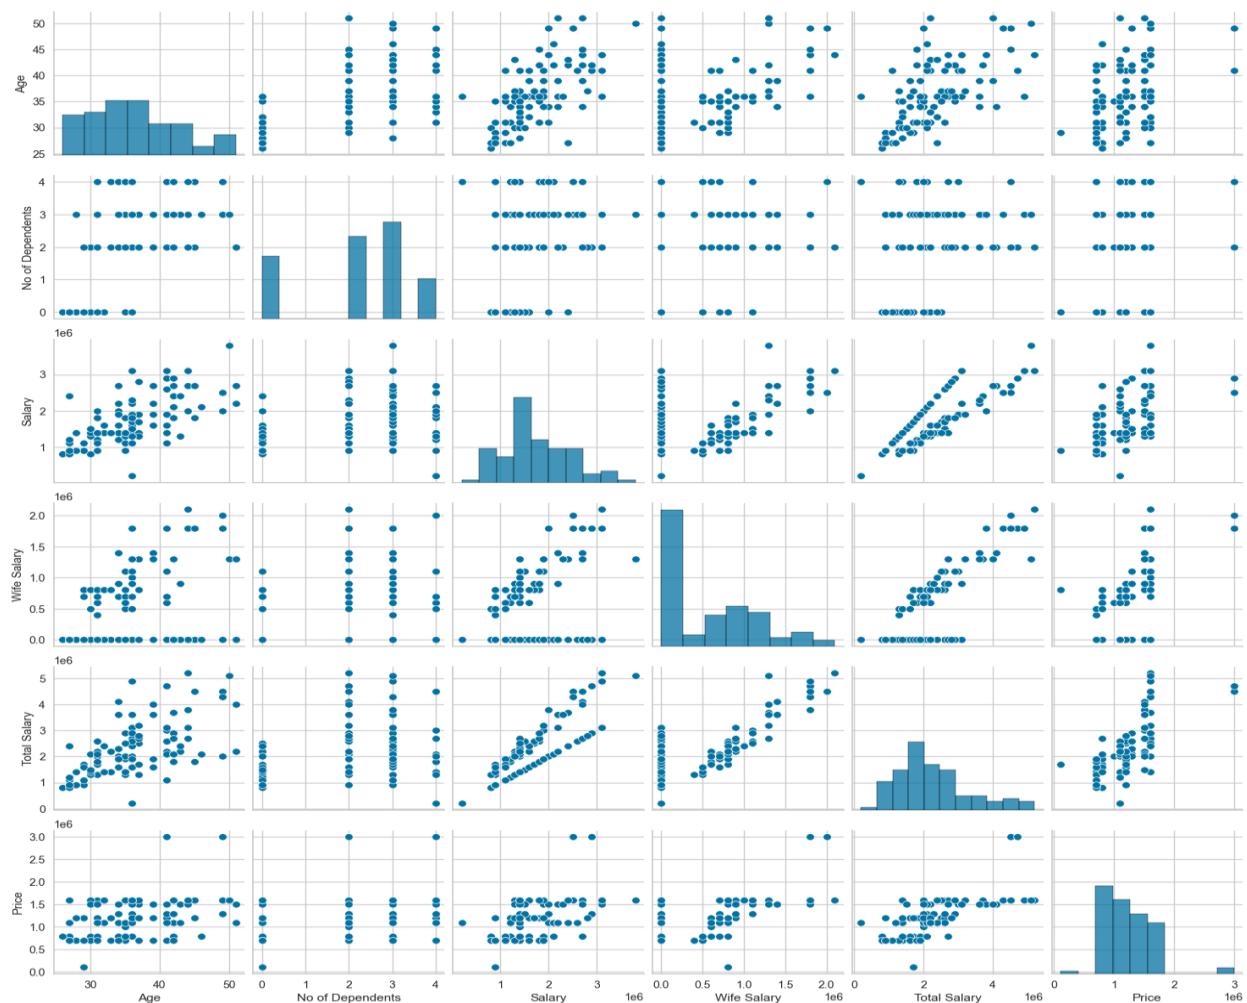 50
45
40
35
30
25
Age
4
3
2
1
0
No of Dependents
1e6
3
2
1
Salary
1e6
2.0
1.5
1.0
0.5
0.0
Wife Salary
1e6
5
4
3
2
1
0
Total Salary
1e6
3.0
2.5
2.0
1.5
1.0
0.5
0.0
Price
30 40 50
Age
0 1 2 3 4
No of Dependents
1 2 3 1e6
Salary
0.0 0.5 1.0 1.5 2.0 1e6
Wife Salary
0 2 4 1e6
Total Salary
0 1 2 3 1e6
Price